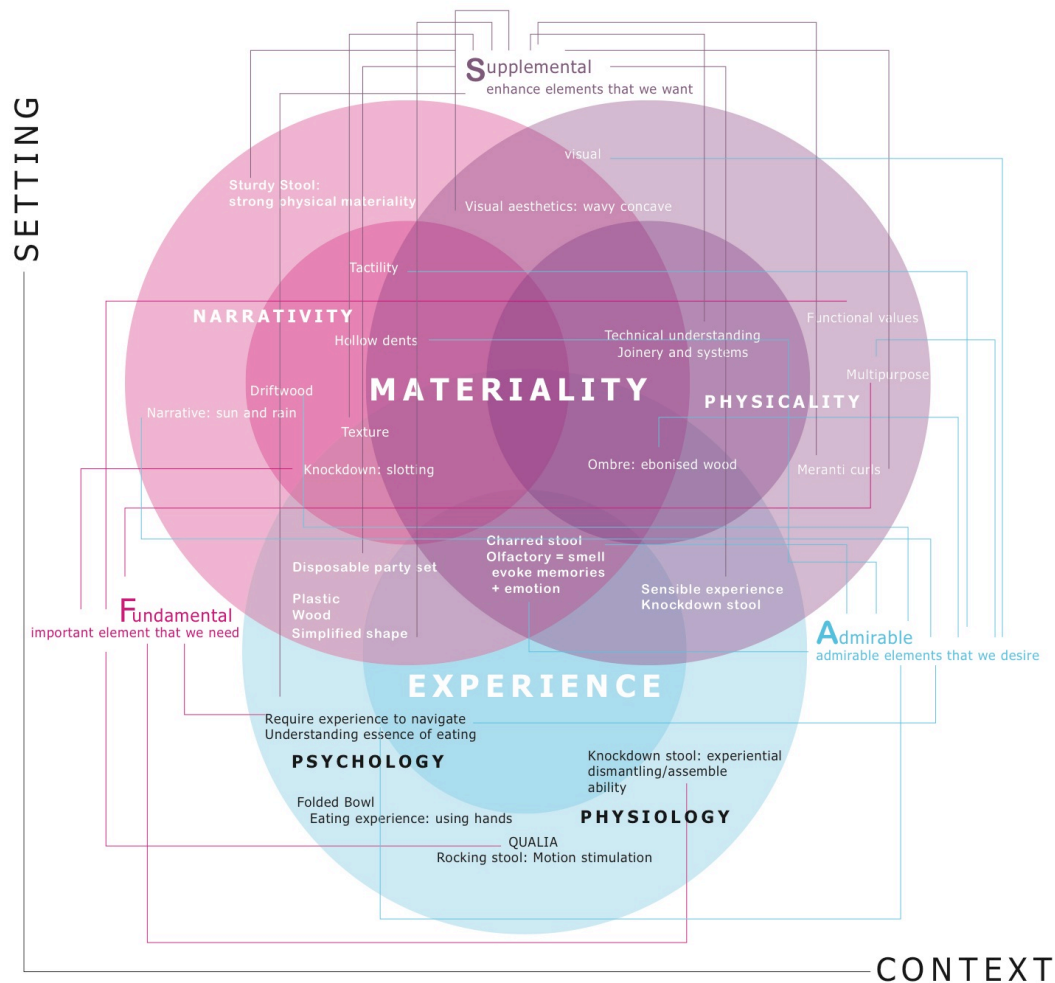 Supplemental
enhance elements that we want
SETTING
visual
Sturdy Stool:
strong physical materiality
Visual aesthetics: wavy concave
Tactility
NARRATIVITY
Functional values
Hollow dents
Technical understanding
Joinery and systems
MATERIALITY
Multipurpose
Driftwood
PHYSICALITY
Narrative: sun and rain
Texture
Knockdown: slotting
Ombre: ebonised wood
Meranti curls
Charred stool
Olfactory = smell
evoke memories
+ emotion
Disposable party set
Plastic
Wood
Simplified shape
Sensible experience
Knockdown stool
Fundamental
important element that we need
Admirable
admirable elements that we desire
EXPERIENCE
Require experience to navigate
Understanding essence of eating
PSYCHOLOGY
Knockdown stool: experiential
dismantling/assemble
ability
Folded Bowl
Eating experience: using hands
PHYSIOLOGY
QUALIA
Rocking stool: Motion stimulation
CONTEXT